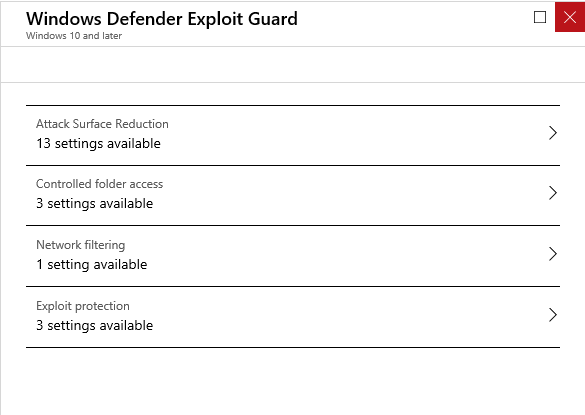 Windows Defender Exploit Guard
Windows 10 and later
Attack Surface Reduction
13 settings available
Controlled folder access
3 settings available
Network filtering
1 setting available
Exploit protection
3 settings available